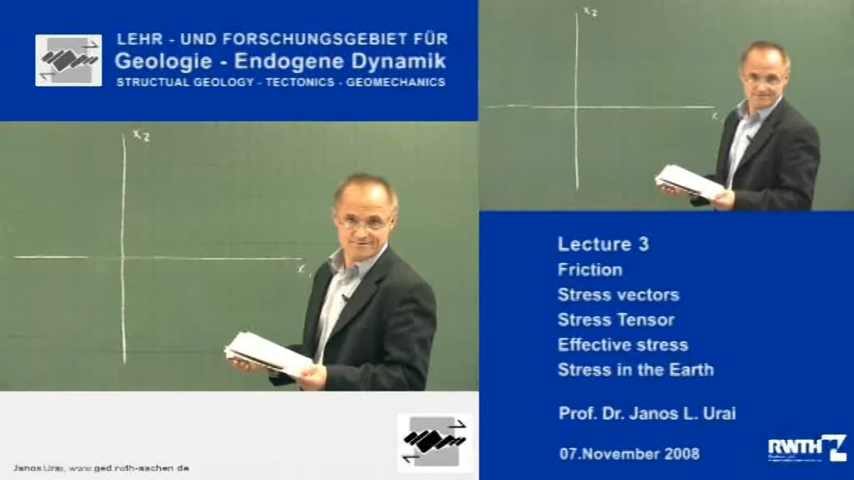 LEHR - UND FORSCHUNGSGEBIET FÜR
Geologie - Endogene Dynamik
STRUCTUAL GEOLOGY - TECTONICS - GEOMECHANICS
x2
x2
x
x,
Lecture 3
Friction
Stress vectors
Stress Tensor
Effective stress
Stress in the Earth
Prof. Dr. Janos L. Urai
07.November 2008
RWTH
Janos Urai, www.ged.rwth-aachen.de